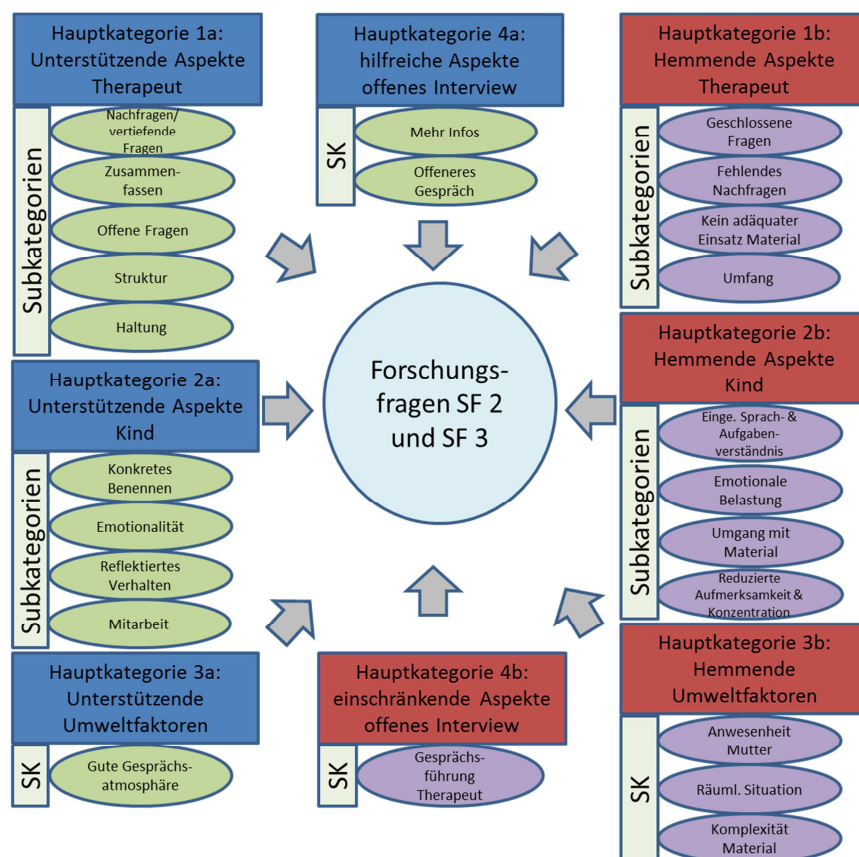 Hauptkategorie 1a:
Unterstützende Aspekte
Therapeut
Subkategorien
Nachfragen/
vertiefende
Fragen
Zusammen-
fassen
Offene Fragen
Struktur
Haltung
Hauptkategorie 4a:
hilfreiche Aspekte
offenes Interview
SK
Mehr Infos
Offeneres
Gespräch
Hauptkategorie 1b:
Hemmende Aspekte
Therapeut
Subkategorien
Geschlossene
Fragen
Fehlendes
Nachfragen
Kein adäquater
Einsatz Material
Umfang
Forschungs-
fragen SF 2
und SF 3
Hauptkategorie 2a:
Unterstützende Aspekte
Kind
Subkategorien
Konkretes
Benennen
Emotionalität
Reflektiertes
Verhalten
Mitarbeit
Hauptkategorie 2b:
Hemmende Aspekte
Kind
Subkategorien
Einge. Sprach- &
Aufgaben-
verständnis
Emotionale
Belastung
Umgang mit
Material
Reduzierte
Aufmerksamkeit &
Konzentration
Hauptkategorie 3a:
Unterstützende
Umweltfaktoren
SK
Gute Gesprächs-
atmosphäre
Hauptkategorie 4b:
einschränkende Aspekte
offenes Interview
SK
Gesprächs-
führung
Therapeut
Hauptkategorie 3b:
Hemmende
Umweltfaktoren
SK
Anwesenheit
Mutter
Räuml. Situation
Komplexität
Material